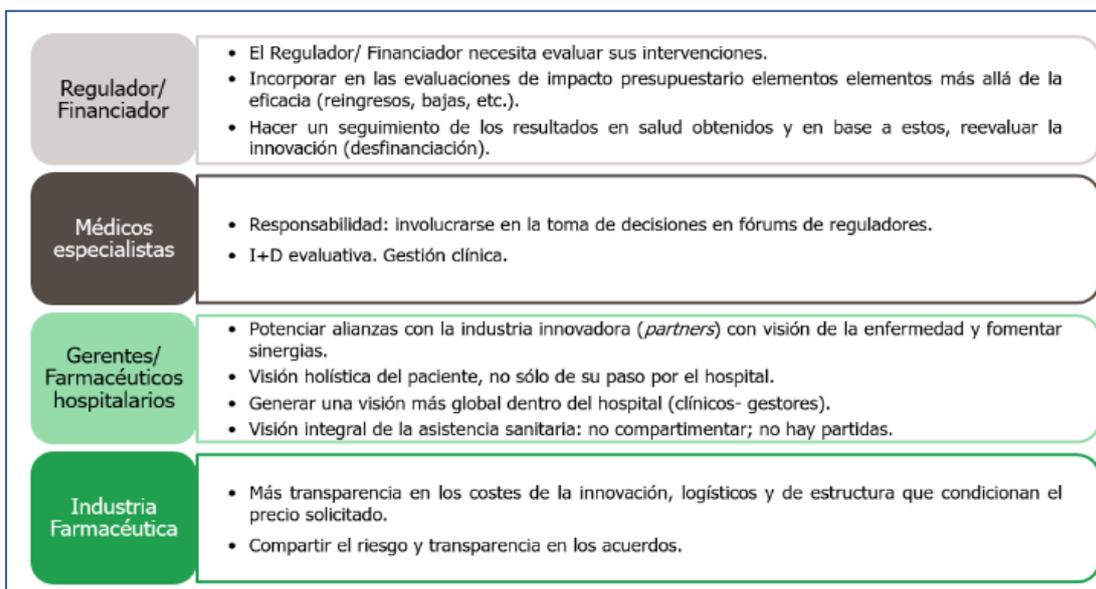 Regulador/
Financiador
• El Regulador/ Financiador necesita evaluar sus intervenciones.
• Incorporar en las evaluaciones de impacto presupuestario elementos elementos más allá de la
eficacia (reingresos, bajas, etc.).
• Hacer un seguimiento de los resultados en salud obtenidos y en base a estos, reevaluar la
innovación (desfinanciación).
Médicos
especialistas
• Responsabilidad: involucrarse en la toma de decisiones en fórums de reguladores.
• I+D evaluativa. Gestión clínica.
Gerentes/
Farmacéuticos
hospitalarios
• Potenciar alianzas con la industria innovadora (partners) con visión de la enfermedad y fomentar
sinergias.
• Visión holística del paciente, no sólo de su paso por el hospital.
• Generar una visión más global dentro del hospital (clínicos- gestores).
• Visión integral de la asistencia sanitaria: no compartimentar; no hay partidas.
Industria
Farmacéutica
• Más transparencia en los costes de la innovación, logísticos y de estructura que condicionan el
precio solicitado.
• Compartir el riesgo y transparencia en los acuerdos.